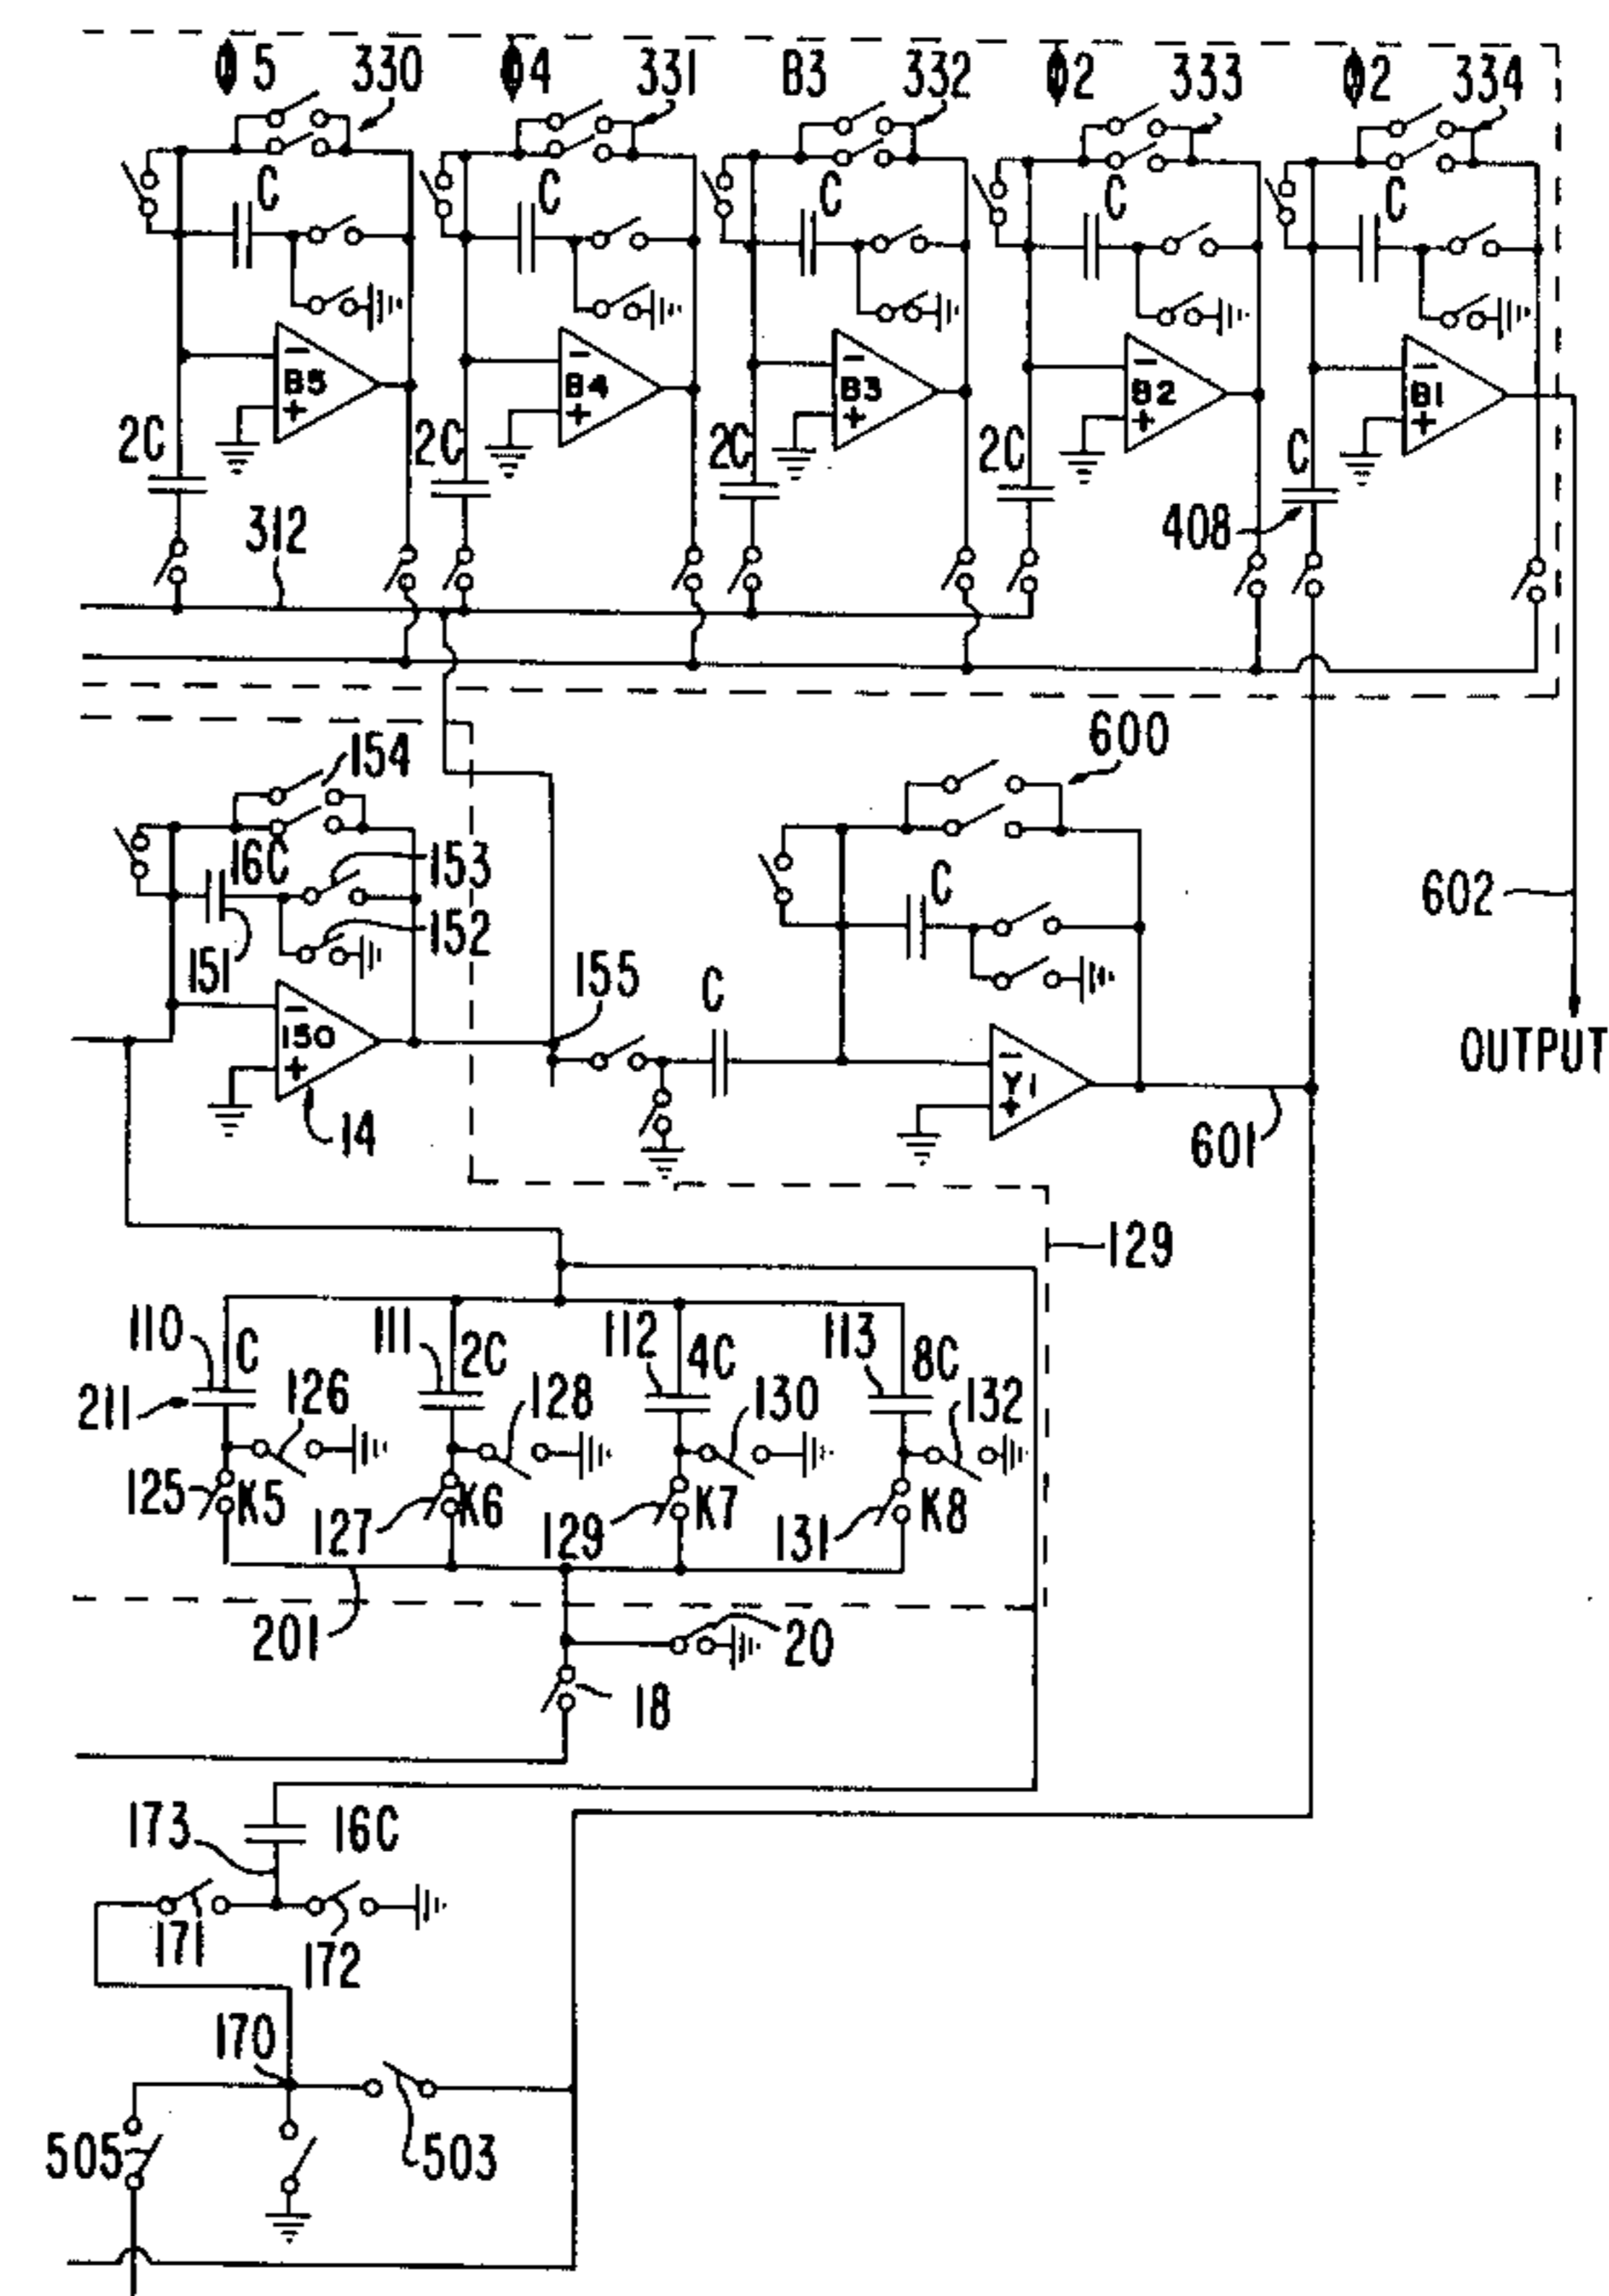 Φ5 330 Φ4 331 B3 332 Φ2 333 Φ2 334
C C C C C
B5 B4 B3 B2 B1
− − − − −
+ + + + +
2C 2C 2C 2C C
312 408
154 600
16C 153 C
602
151 152
155 C
− 150 + − Y1 +
OUTPUT
14 601
129
110 C 111 2C 112 4C 113 8C
211 126 128 130 132
125 K5 127 K6 129 K7 131 K8
201 20
18
173 16C
171 172
170
505 503